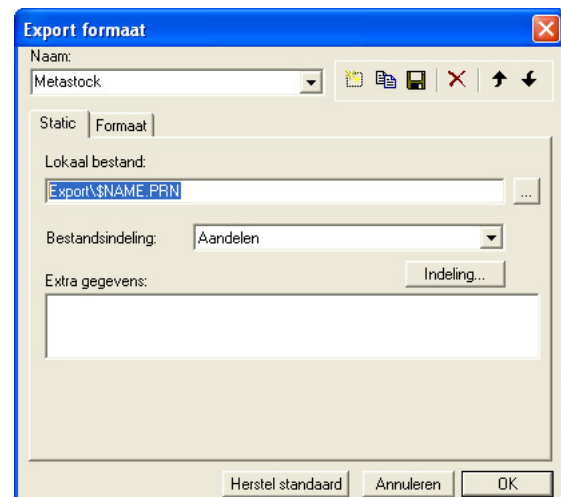 Export formaat
Naam:
Metastock
Static
Formaat
Lokaal bestand:
Export\$NAME.PRN
...
Bestandsindeling:
Aandelen
Indeling...
Extra gegevens:
Herstel standaard
Annuleren
OK